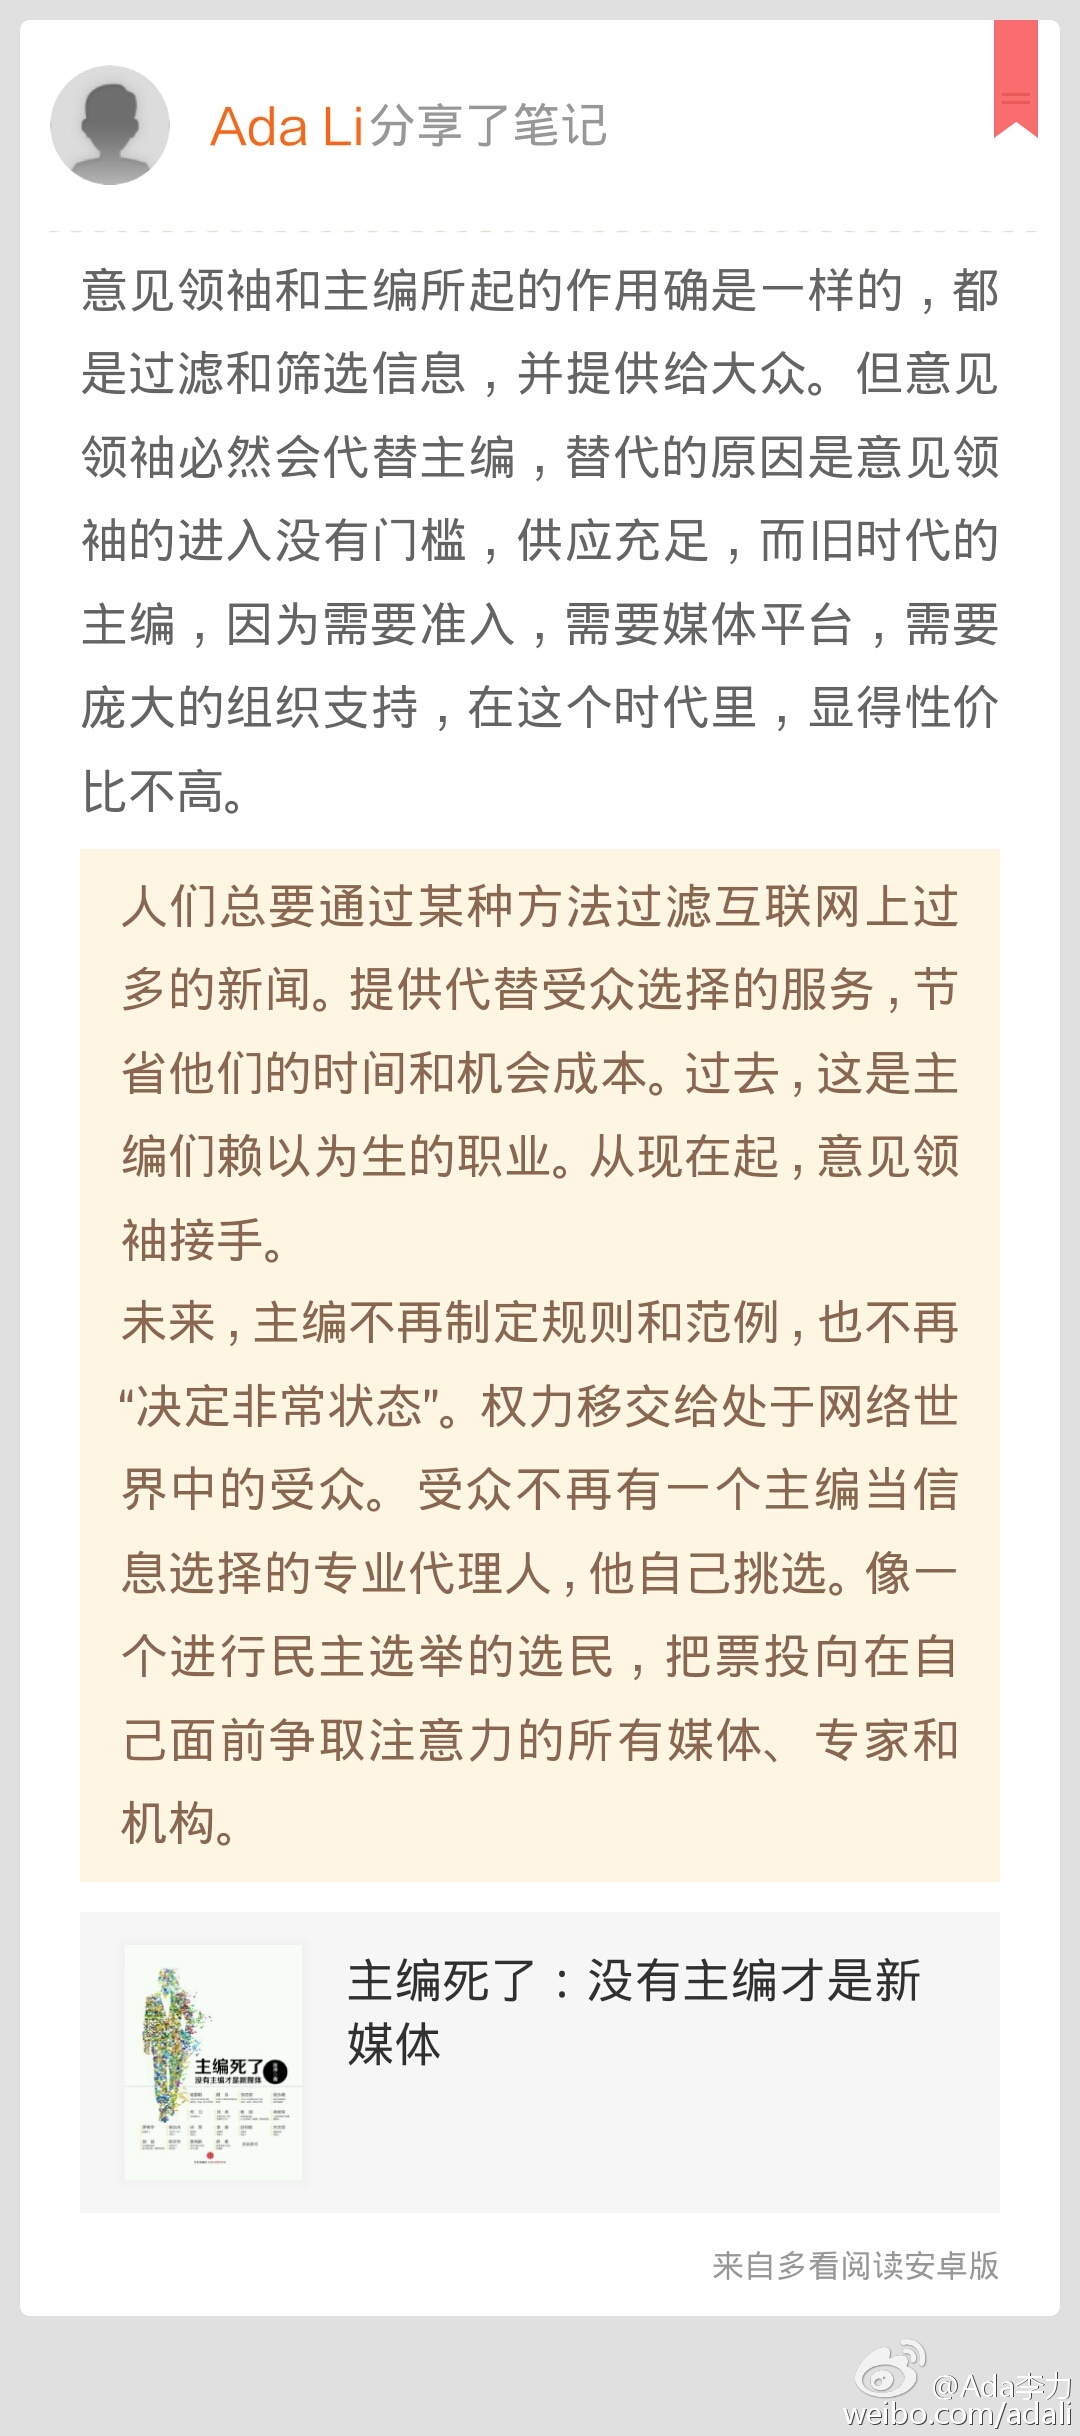 Ada Li分享了笔记
意见领袖和主编所起的作用确是一样的，都
是过滤和筛选信息，并提供给大众。但意见
领袖必然会代替主编，替代的原因是意见领
袖的进入没有门槛，供应充足，而旧时代的
主编，因为需要准入，需要媒体平台，需要
庞大的组织支持，在这个时代里，显得性价
比不高。
人们总要通过某种方法过滤互联网上过
多的新闻。提供代替受众选择的服务，节
省他们的时间和机会成本。过去，这是主
编们赖以为生的职业。从现在起，意见领
袖接手。
未来，主编不再制定规则和范例，也不再
“决定非常状态”。权力移交给处于网络世
界中的受众。受众不再有一个主编当信
息选择的专业代理人，他自己挑选。像一
个进行民主选举的选民，把票投向在自
己面前争取注意力的所有媒体、专家和
机构。
主编死了
没有主编才是新媒体
主编死了：没有主编才是新
媒体
来自多看阅读安卓版
@Ada李力
weibo.com/adali